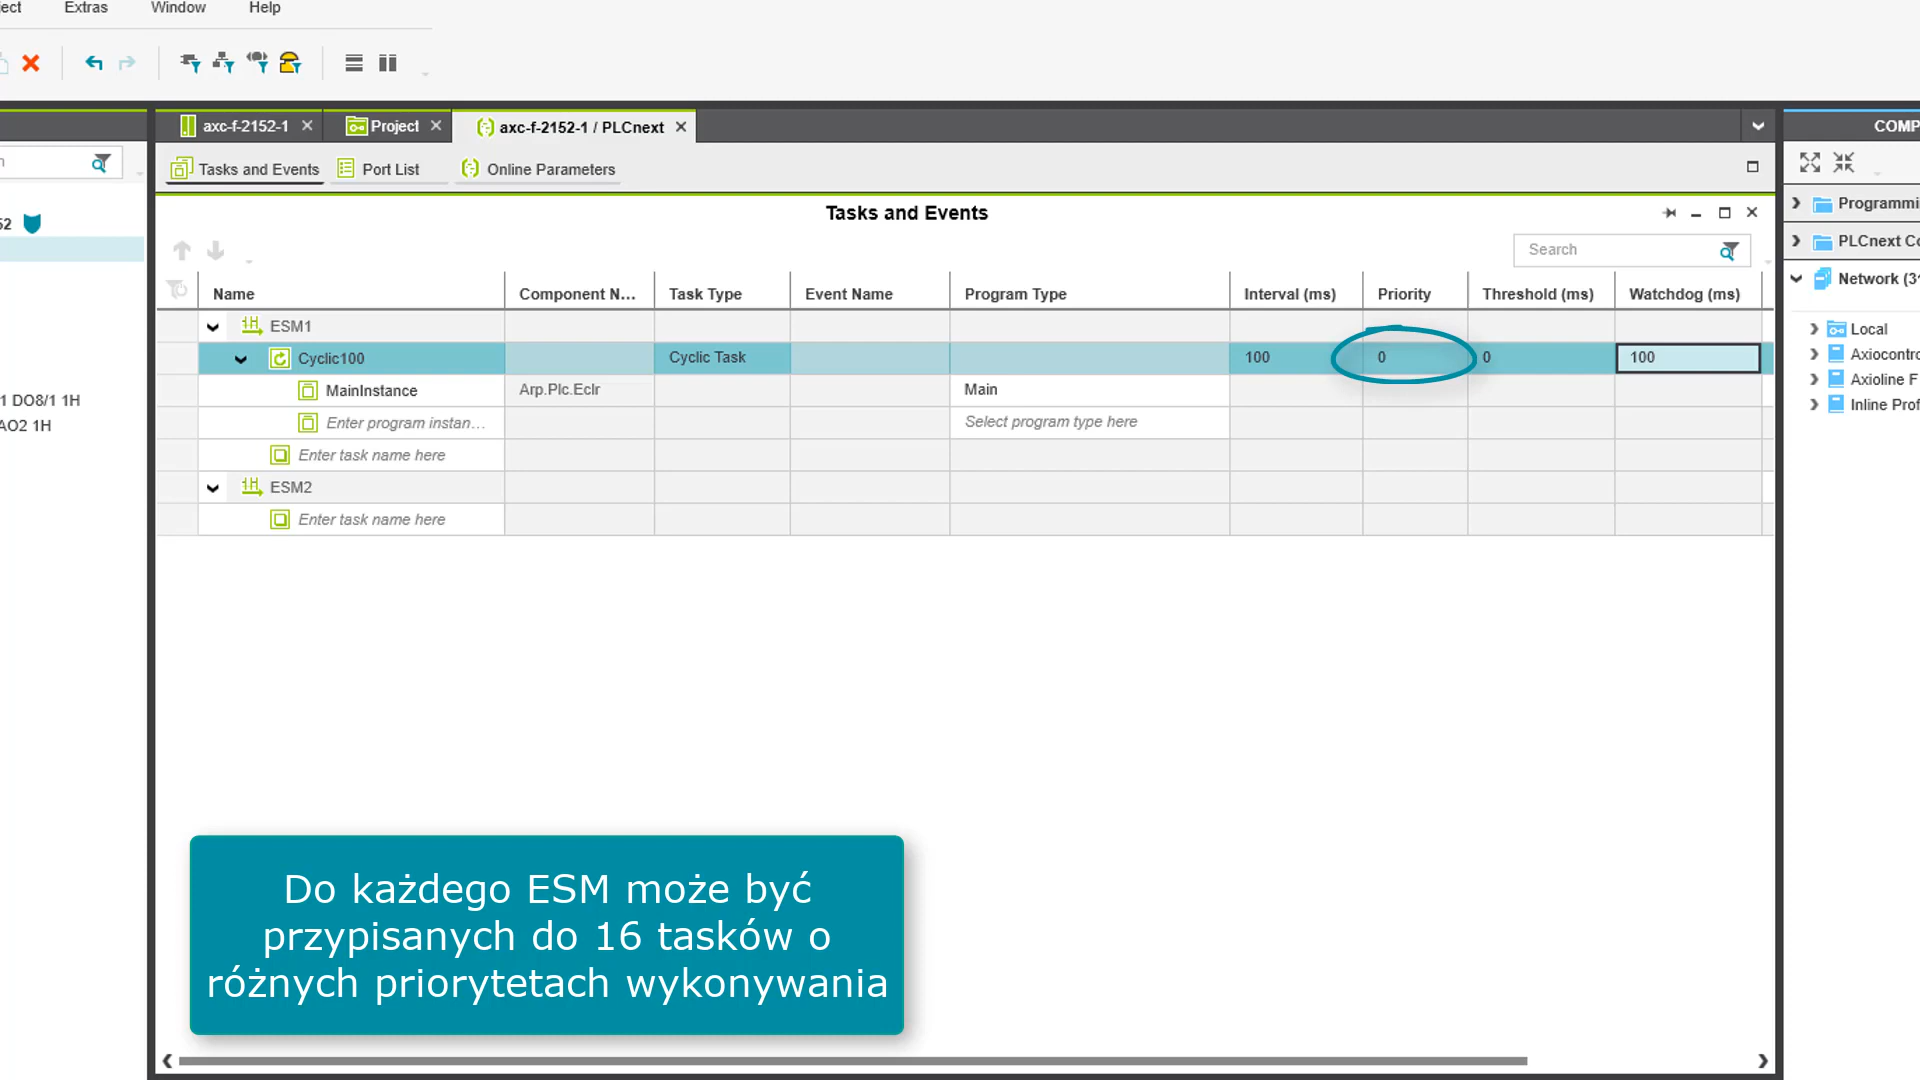 Extras Window Help
axc-f-2152-1 Project axc-f-2152-1 / PLCnext
Tasks and Events Port List Online Parameters
Tasks and Events
Search
Name Component N... Task Type Event Name Program Type Interval (ms) Priority Threshold (ms) Watchdog (ms)
ESM1
Cyclic100 Cyclic Task 100 0 0 100
MainInstance Arp.Plc.Eclr Main
Enter program instan... Select program type here
Enter task name here
ESM2
Enter task name here
1 DO8/1 1H
AO2 1H
Do każdego ESM może być
przypisanych do 16 tasków o
różnych priorytetach wykonywania
COMP
Programmi
PLCnext Co
Network (31
Local
Axiocontro
Axioline F
Inline Prof